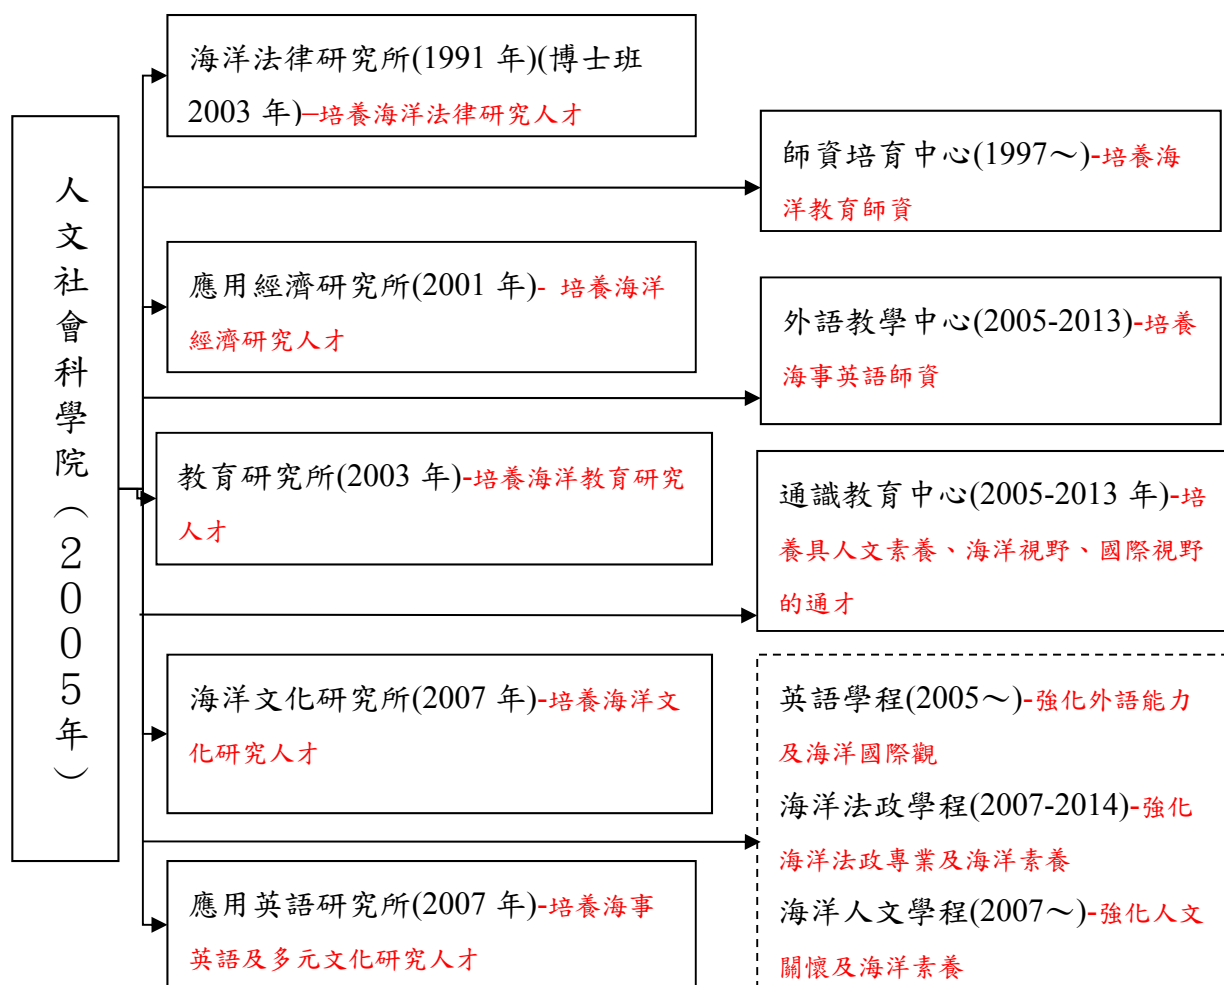 人文社會科學院（2005年）
海洋法律研究所(1991 年)(博士班
2003 年)–培養海洋法律研究人才
師資培育中心(1997～)-培養海
洋教育師資
應用經濟研究所(2001 年)- 培養海洋
經濟研究人才
外語教學中心(2005-2013)-培養
海事英語師資
教育研究所(2003 年)-培養海洋教育研究
人才
通識教育中心(2005-2013 年)-培
養具人文素養、海洋視野、國際視野
的通才
海洋文化研究所(2007 年)-培養海洋文
化研究人才
英語學程(2005～)-強化外語能力
及海洋國際觀
海洋法政學程(2007-2014)-強化
海洋法政專業及海洋素養
海洋人文學程(2007～)-強化人文
關懷及海洋素養
應用英語研究所(2007 年)-培養海事
英語及多元文化研究人才